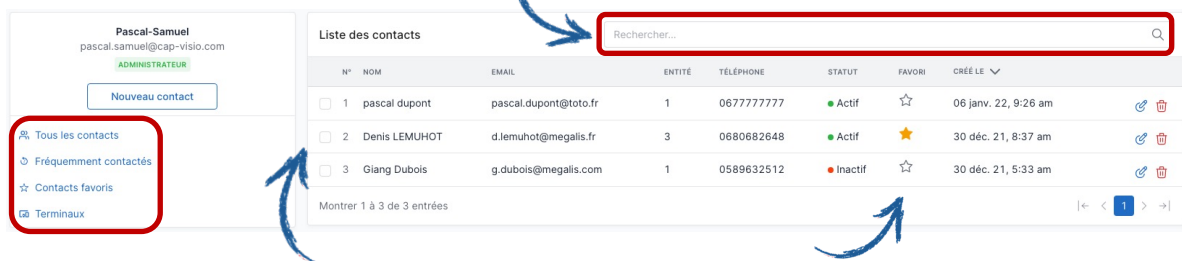 Pascal-Samuel
pascal.samuel@cap-visio.com
ADMINISTRATEUR
Nouveau contact
Tous les contacts
Fréquemment contactés
Contacts favoris
Terminaux
Liste des contacts
Rechercher...
N° NOM EMAIL ENTITÉ TÉLÉPHONE STATUT FAVORI CRÉÉ LE
1 pascal dupont pascal.dupont@toto.fr 1 0677777777 Actif 06 janv. 22, 9:26 am
2 Denis LEMUHOT d.lemuhot@megalis.fr 3 0680682648 Actif 30 déc. 21, 8:37 am
3 Giang Dubois g.dubois@megalis.com 1 0589632512 Inactif 30 déc. 21, 5:33 am
Montrer 1 à 3 de 3 entrées
1